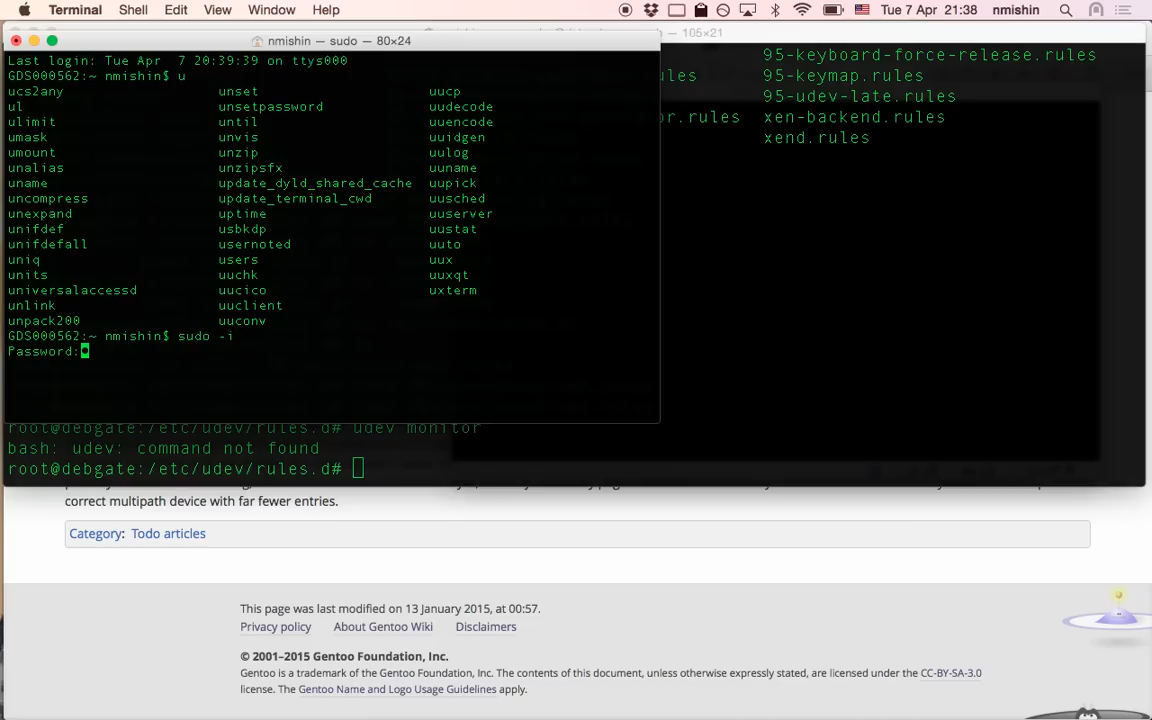 Terminal Shell Edit View Window Help Tue 7 Apr 21:38 nmishin
nmishin — sudo — 80×24
105×21
Last login: Tue Apr  7 20:39:39 on ttys000
GDS000562:~ nmishin$ u
ucs2any unset uucp
ul unsetpassword uudecode
ulimit until uuencode
umask unvis uuidgen
umount unzip uulog
unalias unzipsfx uuname
uname update_dyld_shared_cache uupick
uncompress update_terminal_cwd uusched
unexpand uptime uuserver
unifdef usbkdp uustat
unifdefall usernoted uuto
uniq users uux
units uuchk uuxqt
universalaccessd uucico uxterm
unlink uuclient
unpack200 uuconv
GDS000562:~ nmishin$ sudo -i
Password:
95-keyboard-force-release.rules
ules 95-keymap.rules
95-udev-late.rules
or.rules xen-backend.rules
xend.rules
root@debgate:/etc/udev/rules.d# udev monitor
bash: udev: command not found
root@debgate:/etc/udev/rules.d#
correct multipath device with far fewer entries.
Category: Todo articles
This page was last modified on 13 January 2015, at 00:57.
Privacy policy About Gentoo Wiki Disclaimers
© 2001–2015 Gentoo Foundation, Inc.
Gentoo is a trademark of the Gentoo Foundation, Inc. The contents of this document, unless otherwise expressly stated, are licensed under the CC-BY-SA-3.0
license. The Gentoo Name and Logo Usage Guidelines apply.